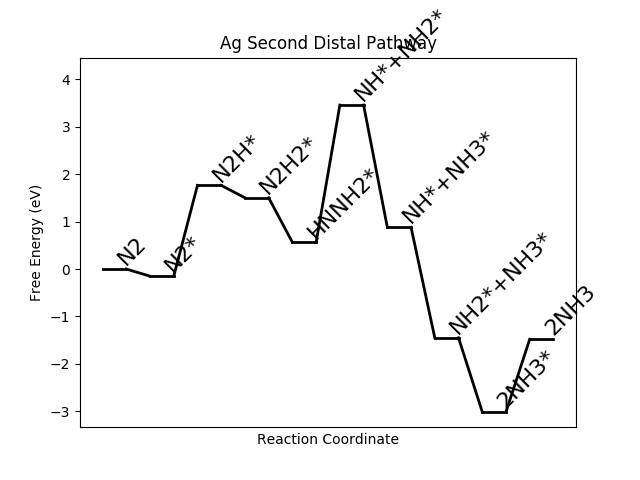 Ag Second Distal Pathway
Free Energy (eV)
4
3
2
1
0
−1
−2
−3
N2
N2*
N2H*
N2H2*
HNNH2*
NH*+NH2*
NH*+NH3*
NH2*+NH3*
2NH3*
2NH3
Reaction Coordinate